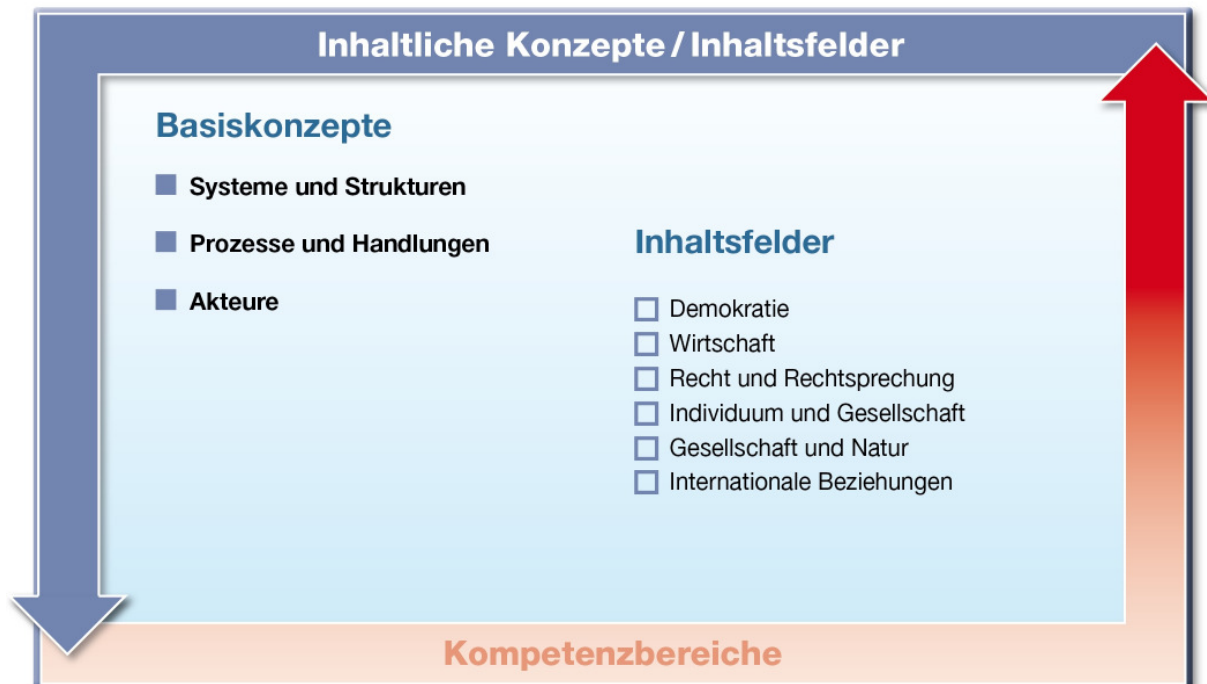 Inhaltliche Konzepte / Inhaltsfelder
Basiskonzepte
Systeme und Strukturen
Prozesse und Handlungen
Akteure
Inhaltsfelder
Demokratie
Wirtschaft
Recht und Rechtsprechung
Individuum und Gesellschaft
Gesellschaft und Natur
Internationale Beziehungen
Kompetenzbereiche